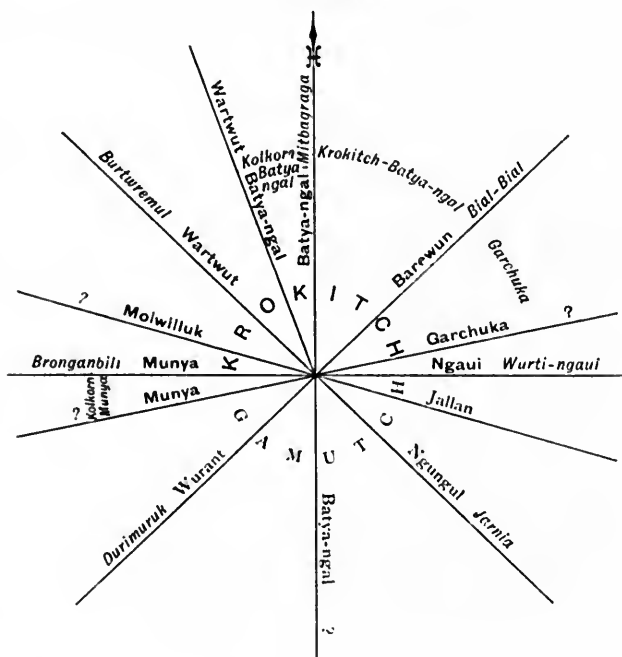 Wartwut
Batya-ngal
Kolkorn
Batya
ngal
Batya-ngal
Mitbagraga
Krokitch-Batya-ngal
Burtwremul
Wartwut
Barewun
Bial-Bial
Garchuka
?
Moiwilluk
KROKITCH
Garchuka
?
Bronganbili
Munya
Ngaui
Wurti-ngaui
?
Kolkorn
Munya
Munya
Jallan
GAMUTCH
Durimuruk
Wurant
Ngungul
Jarnia
Batya-ngal
?